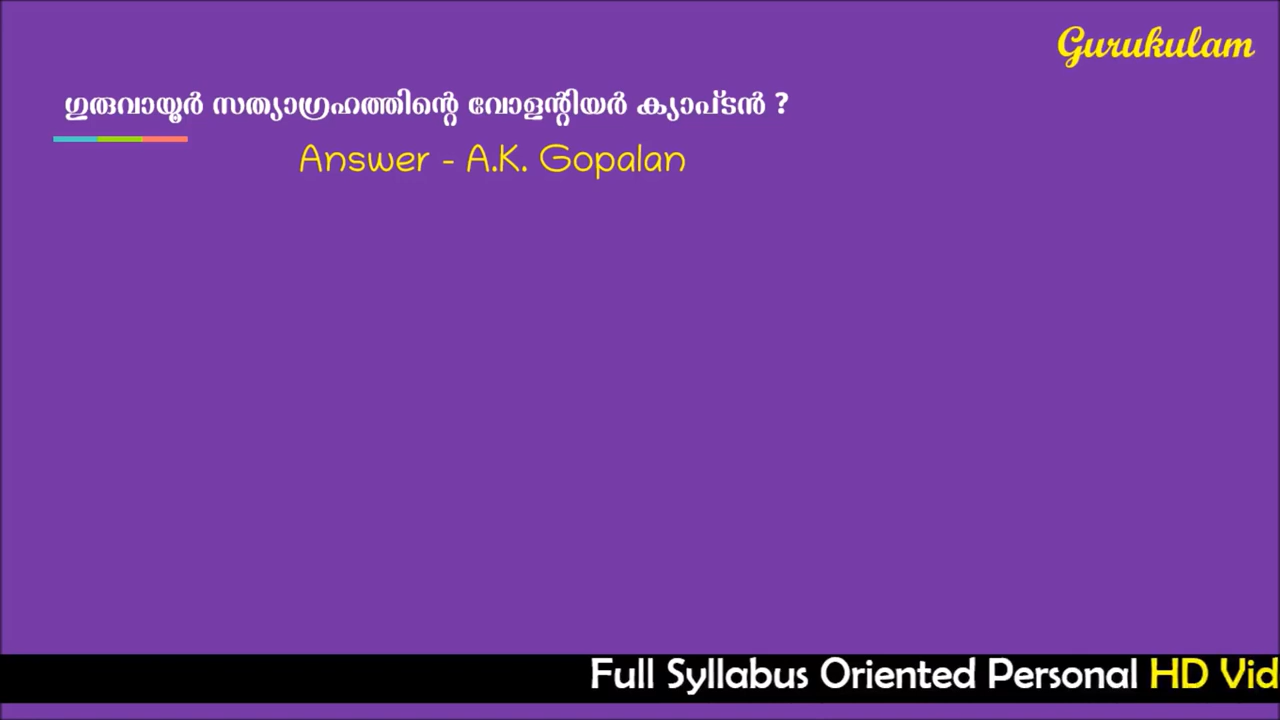 Gurukulam
ഗുരുവായൂർ സത്യാഗ്രഹത്തിന്റെ വോളന്റിയർ ക്യാപ്ടൻ ?
Answer - A.K. Gopalan
Full Syllabus Oriented Personal HD Vid